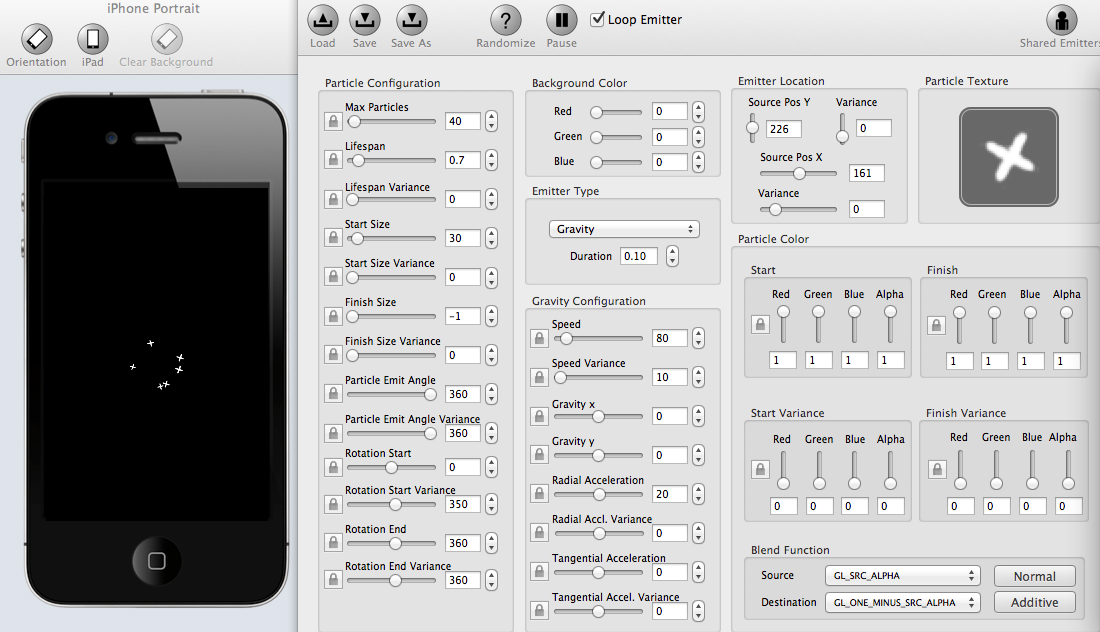 iPhone Portrait
Orientation iPad Clear Background
Load Save Save As Randomize Pause Loop Emitter Shared Emitters
Particle Configuration
Max Particles
40
Lifespan
0.7
Lifespan Variance
0
Start Size
30
Start Size Variance
0
Finish Size
-1
Finish Size Variance
0
Particle Emit Angle
360
Particle Emit Angle Variance
360
Rotation Start
0
Rotation Start Variance
350
Rotation End
360
Rotation End Variance
360
Background Color
Red 0
Green 0
Blue 0
Emitter Type
Gravity
Duration 0.10
Gravity Configuration
Speed
80
Speed Variance
10
Gravity x
0
Gravity y
0
Radial Acceleration
20
Radial Accl. Variance
0
Tangential Acceleration
0
Tangential Accel. Variance
0
Emitter Location
Source Pos Y Variance
226 0
Source Pos X
161
Variance
0
Particle Texture
Particle Color
Start
Red Green Blue Alpha
1 1 1 1
Finish
Red Green Blue Alpha
1 1 1 1
Start Variance
Red Green Blue Alpha
0 0 0 0
Finish Variance
Red Green Blue Alpha
0 0 0 0
Blend Function
Source GL_SRC_ALPHA Normal
Destination GL_ONE_MINUS_SRC_ALPHA Additive